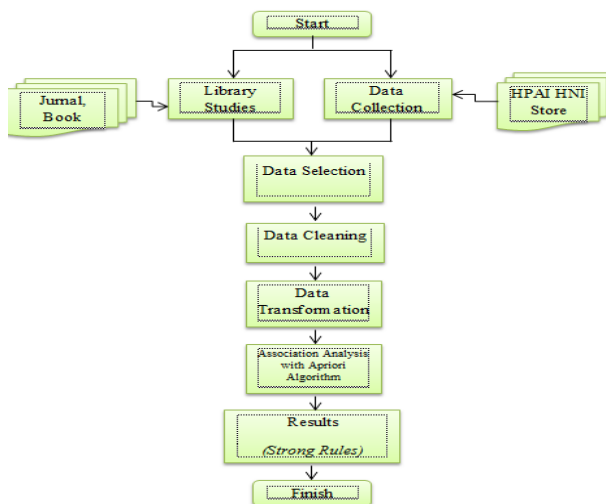 Start
Jurnal,
Book
Library
Studies
Data
Collection
HPAI HNI
Store
Data Selection
Data Cleaning
Data
Transformation
Association Analysis
with Apriori
Algorithm
Results
(Strong Rules)
Finish